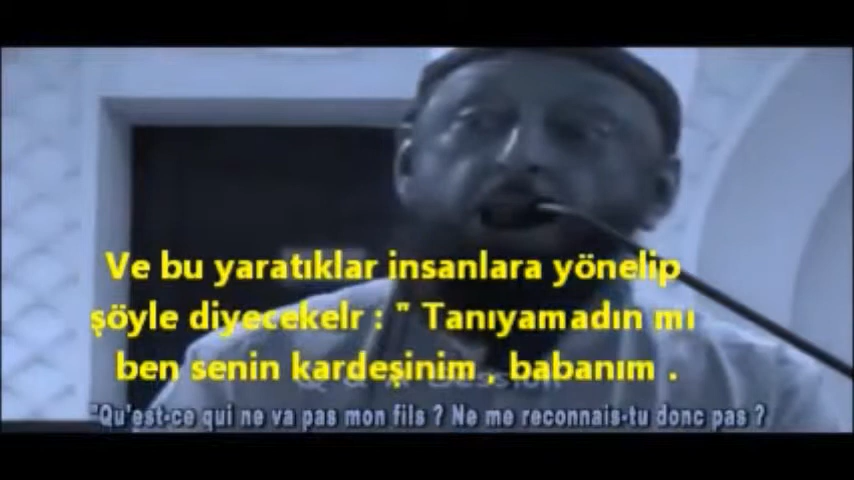 Ve bu yaratıklar insanlara yönelip
şöyle diyecekelr : " Tanıyamadın mı
ben senin kardeşinim , babanım .
Q & A Session
"Qu'est-ce qui ne va pas mon fils ? Ne me reconnais-tu donc pas ?